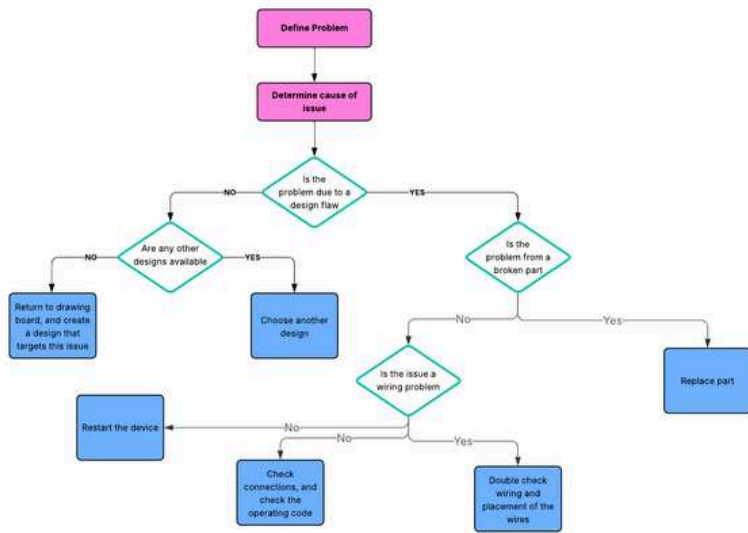 Define Problem
Determine cause of
issue
Is the
problem due to a
design flaw
NO
YES
Are any other
designs available
Is the
problem from a
broken part
NO
YES
Return to drawing
board, and create
a design that
targets this issue
Choose another
design
No
Yes
Is the issue a
wiring problem
Replace part
Restart the device
No
No
Yes
Check
connections, and
check the
operating code
Double check
wiring and
placement of the
wires